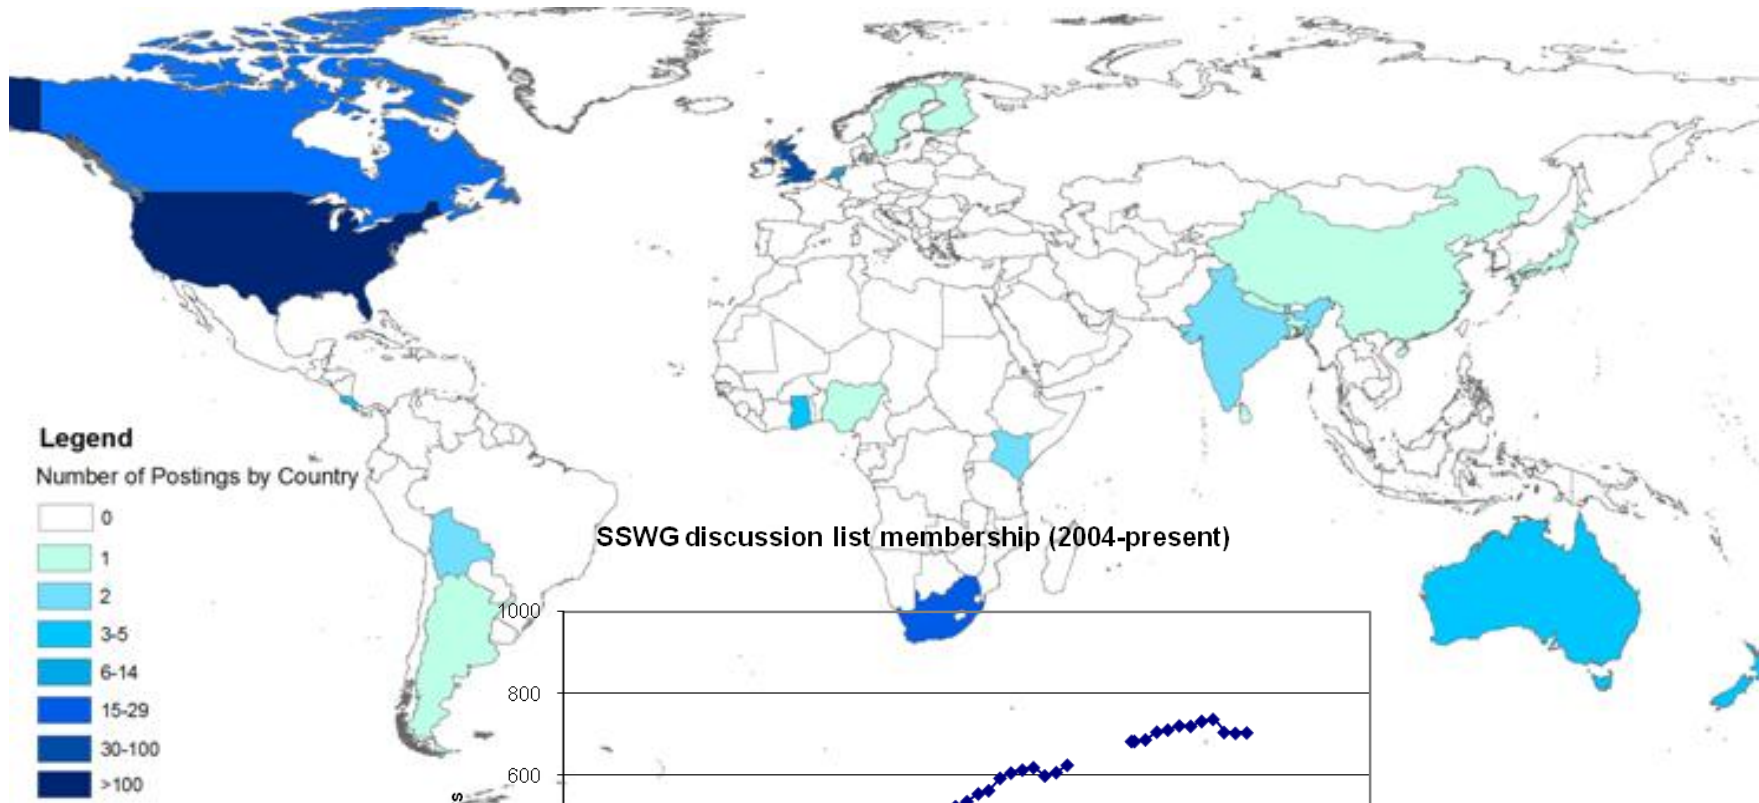 Legend
Number of Postings by Country
0
1
2
3-5
6-14
15-29
30-100
>100
SSWG discussion list membership (2004-present)
1000
800
600
s